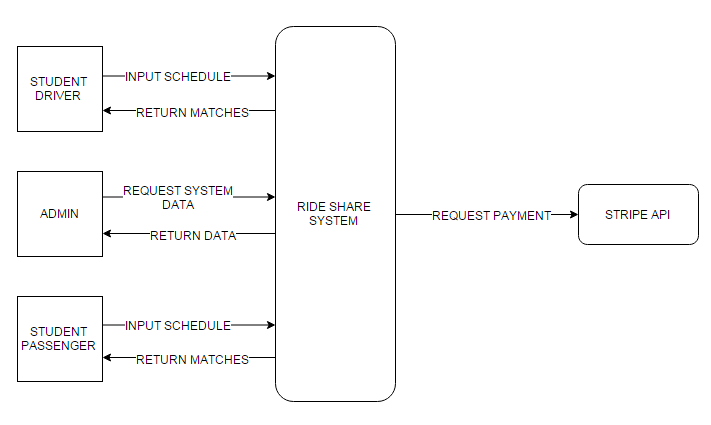 STUDENT
DRIVER
INPUT SCHEDULE
RETURN MATCHES
ADMIN
REQUEST SYSTEM
DATA
RETURN DATA
STUDENT
PASSENGER
INPUT SCHEDULE
RETURN MATCHES
RIDE SHARE
SYSTEM
REQUEST PAYMENT
STRIPE API